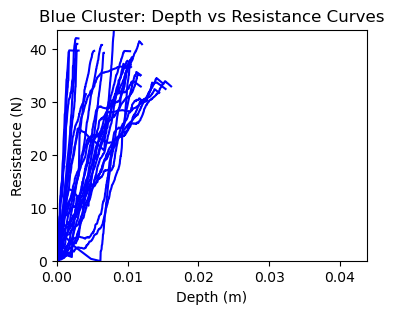 Blue Cluster: Depth vs Resistance Curves
Resistance (N)
40
30
20
10
0
0.00 0.01 0.02 0.03 0.04
Depth (m)